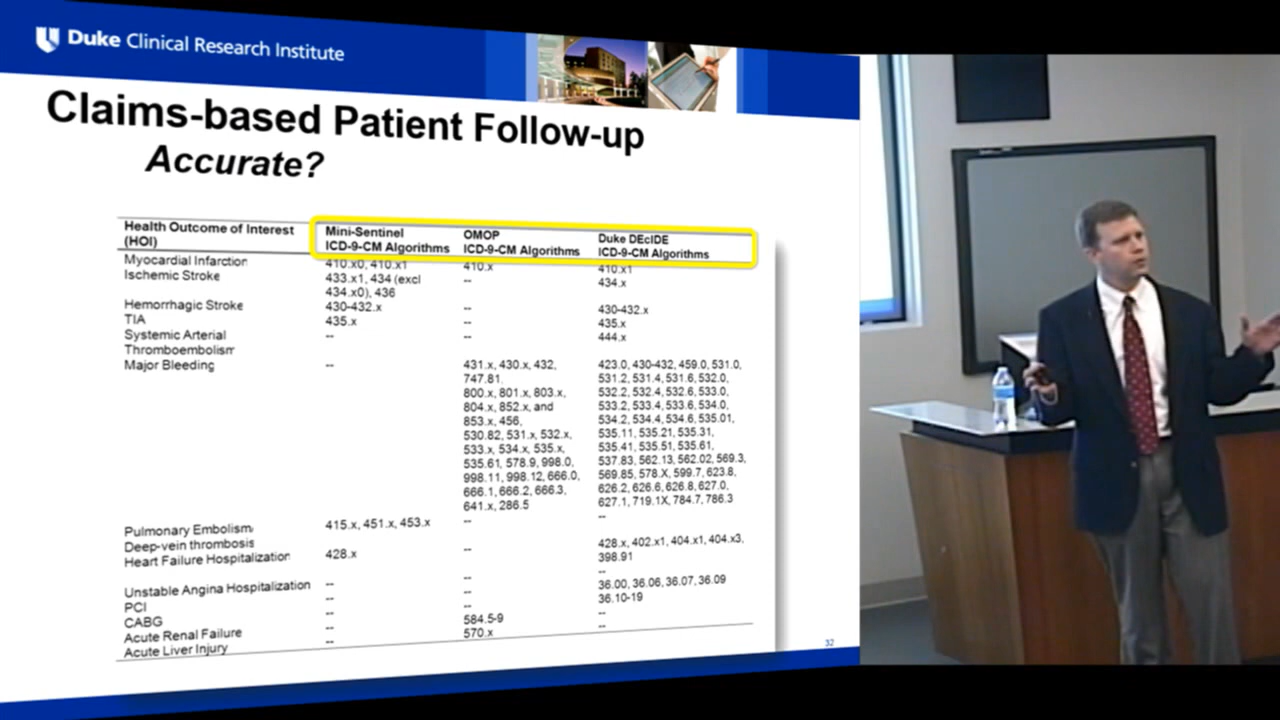 Duke Clinical Research Institute
Claims-based Patient Follow-up
Accurate?
Health Outcome of Interest (HOI)
Mini-Sentinel ICD-9-CM Algorithms
OMOP ICD-9-CM Algorithms
Duke DEcIDE ICD-9-CM Algorithms
Myocardial Infarction 410.x0, 410.x1 410.x 410.x1
Ischemic Stroke 433.x1, 434 (excl -- 434.x
434.x0), 436
Hemorrhagic Stroke 430-432.x -- 430-432.x
TIA 435.x -- 435.x
Systemic Arterial -- -- 444.x
Thromboembolism
Major Bleeding --
431.x, 430.x, 432,
747.81,
800.x, 801.x, 803.x,
804.x, 852.x, and
853.x, 456,
530.82, 531.x, 532.x,
533.x, 534.x, 535.x,
535.61, 578.9, 998.0,
998.11, 998.12, 666.0,
666.1, 666.2, 666.3,
641.x, 286.5
423.0, 430-432, 459.0, 531.0,
531.2, 531.4, 531.6, 532.0,
532.2, 532.4, 532.6, 533.0,
533.2, 533.4, 533.6, 534.0,
534.2, 534.4, 534.6, 535.01,
535.11, 535.21, 535.31,
535.41, 535.51, 535.61,
537.83, 562.13, 562.02, 569.3,
569.85, 578.X, 599.7, 623.8,
626.2, 626.6, 626.8, 627.0,
627.1, 719.1X, 784.7, 786.3
Pulmonary Embolism 415.x, 451.x, 453.x -- --
Deep-vein thrombosis
Heart Failure Hospitalization 428.x -- 428.x, 402.x1, 404.x1, 404.x3,
398.91
Unstable Angina Hospitalization -- -- --
PCI -- -- 36.00, 36.06, 36.07, 36.09
CABG -- -- 36.10-19
Acute Renal Failure -- 584.5-9 --
Acute Liver Injury -- 570.x --
32